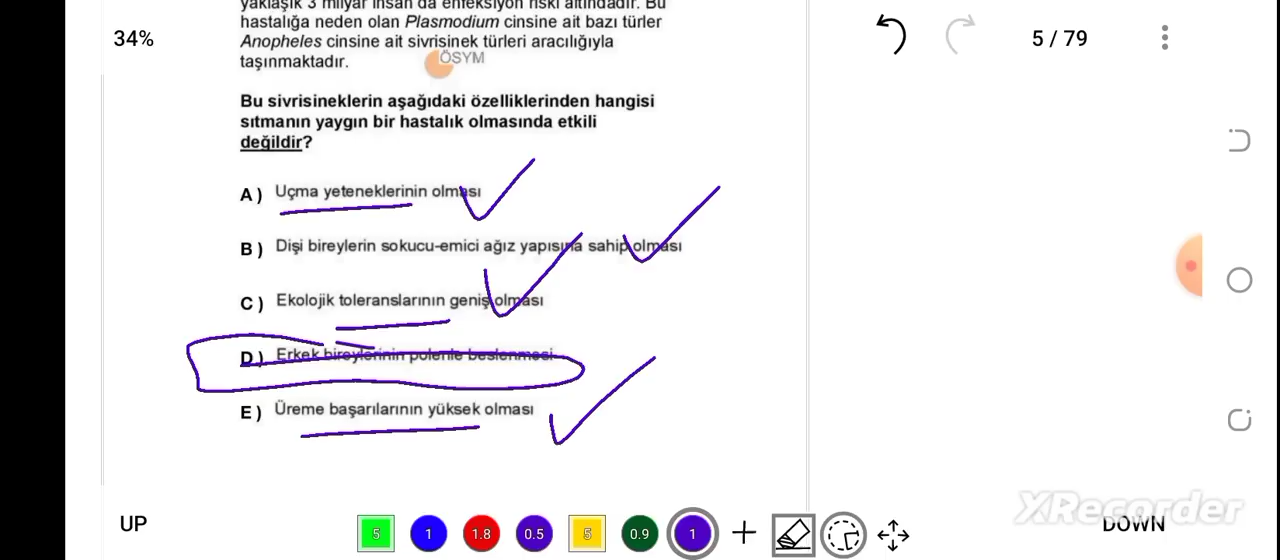 yaklaşık 3 milyar insan da enfeksiyon riski altındadır. Bu
34%
hastalığa neden olan Plasmodium cinsine ait bazı türler
5 / 79
Anopheles cinsine ait sivrisinek türleri aracılığıyla
taşınmaktadır.
ÖSYM
Bu sivrisineklerin aşağıdaki özelliklerinden hangisi
sıtmanın yaygın bir hastalık olmasında etkili
değildir?
A) Uçma yeteneklerinin olması
B) Dişi bireylerin sokucu-emici ağız yapısına sahip olması
C) Ekolojik toleranslarının geniş olması
D) Erkek bireylerinin polenle beslenmesi
E) Üreme başarılarının yüksek olması
XRecorder
UP
5 1 1.8 0.5 5 0.9 1
DOWN